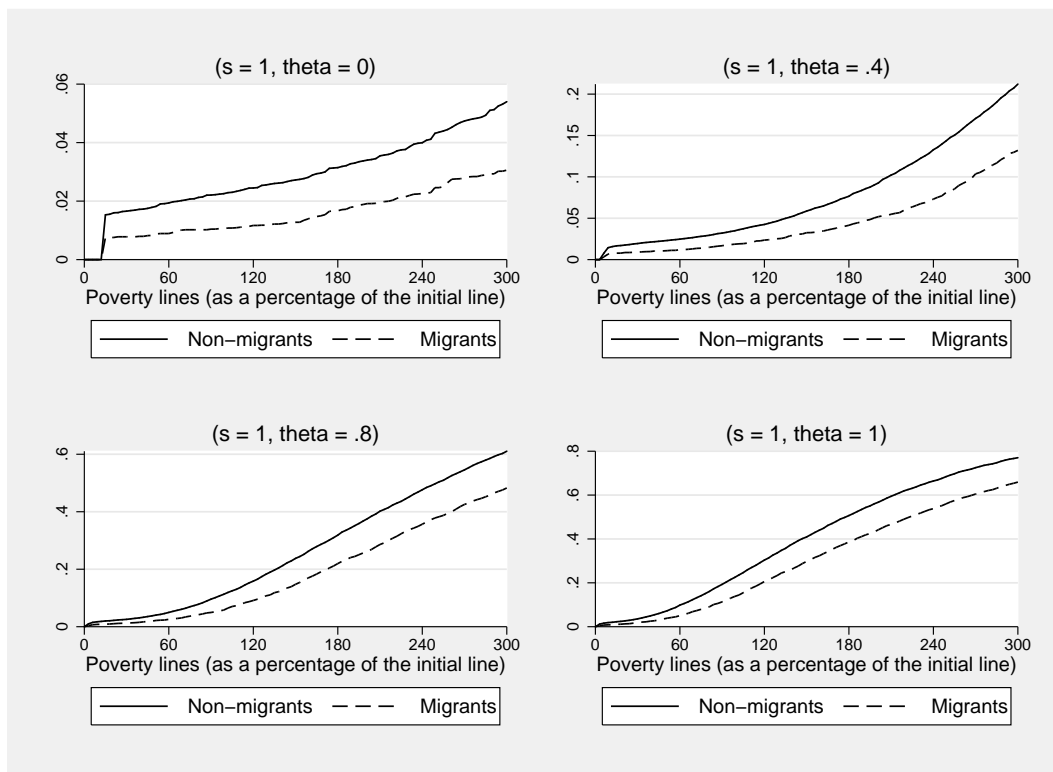 (s = 1, theta = 0)
.06
.04
.02
0
0 60 120 180 240 300
Poverty lines (as a percentage of the initial line)
Non−migrants Migrants
(s = 1, theta = .4)
.2
.15
.1
.05
0
0 60 120 180 240 300
Poverty lines (as a percentage of the initial line)
Non−migrants Migrants
(s = 1, theta = .8)
.6
.4
.2
0
0 60 120 180 240 300
Poverty lines (as a percentage of the initial line)
Non−migrants Migrants
(s = 1, theta = 1)
.8
.6
.4
.2
0
0 60 120 180 240 300
Poverty lines (as a percentage of the initial line)
Non−migrants Migrants